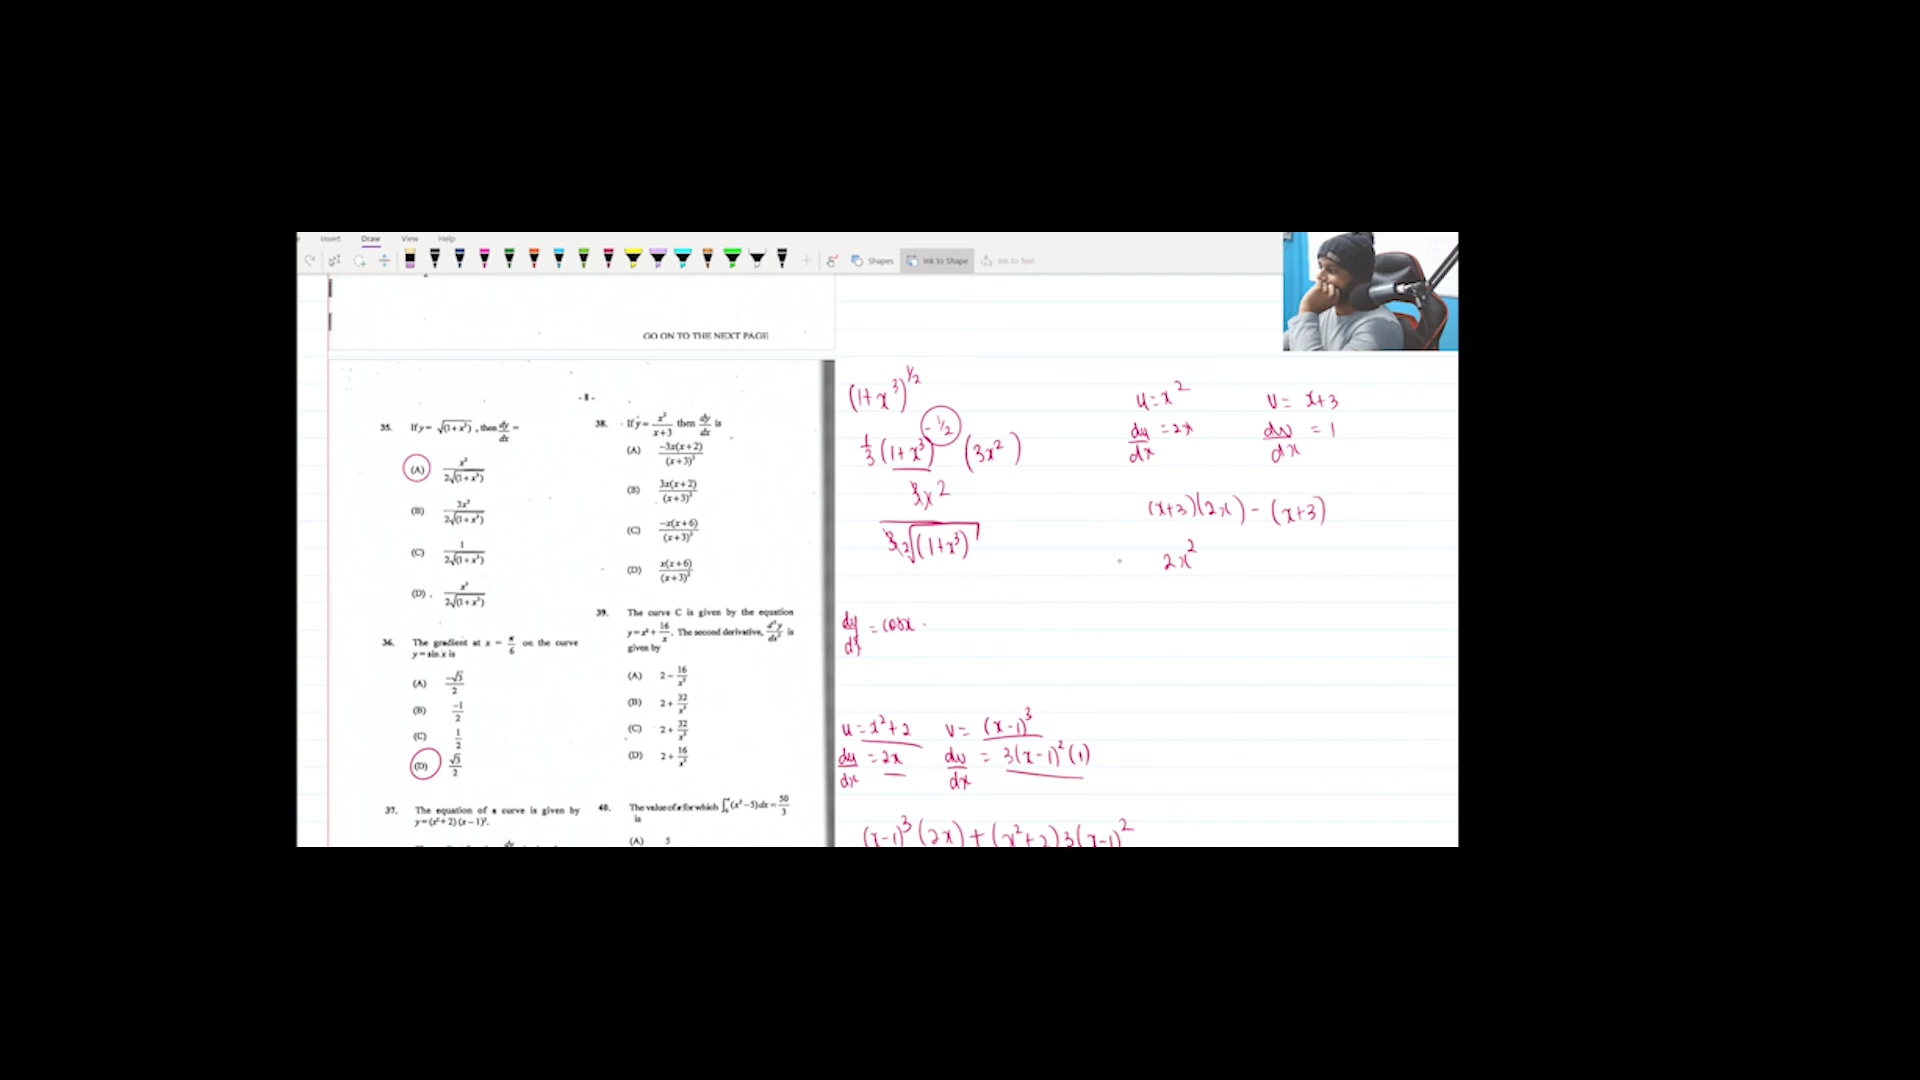 Insert Draw View Help
Shapes Ink to Shape Ink to Text
GO ON TO THE NEXT PAGE
- 8 -
35. If y = √(1+x³), then dy/dx =
(A) x²/2√(1+x³)
(B) 3x²/2√(1+x³)
(C) 1/2√(1+x³)
(D) x³/2√(1+x³)
36. The gradient at x = π/6 on the curve
y = sin x is
(A) -√3/2
(B) -1/2
(C) 1/2
(D) √3/2
37. The equation of a curve is given by
y = (x²+2) (x-1)³.
38. If y = x²/x+3 then dy/dx is
(A) -3x(x+2)/(x+3)²
(B) 3x(x+2)/(x+3)²
(C) -x(x+6)/(x+3)²
(D) x(x+6)/(x+3)²
39. The curve C is given by the equation
y = x² + 16/x. The second derivative, d²y/dx² is
given by
(A) 2 - 16/x³
(B) 2 + 32/x³
(C) 2 + 32/x²
(D) 2 + 16/x²
40. The value of for which (x²-5)dx = 50/3
is
(A) 5
(1+x³)^½
⅓(1+x³)^-½ (3x²)
3x²
3 2√(1+x³)
dy/dx = cosx
u = x²+2 v = (x-1)³
du/dx = 2x dv/dx = 3(x-1)²(1)
(x-1)³(2x) + (x²+2)3(x-1)²
u = x² v = x+3
du/dx = 2x dv/dx = 1
(x+3)(2x) - (x+3)
2x²